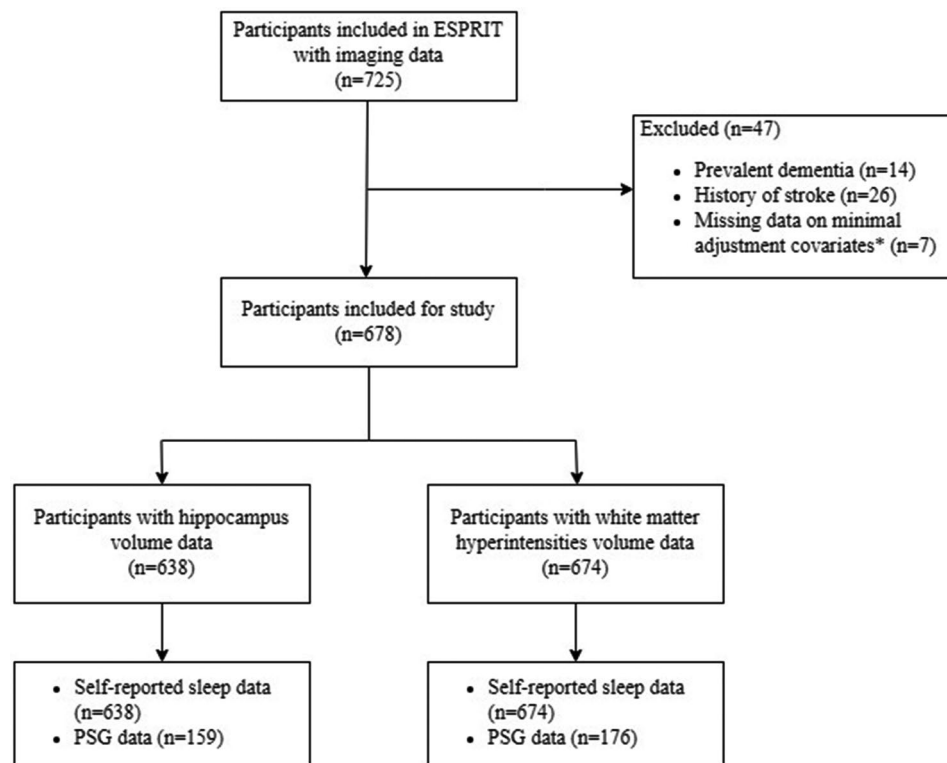 Participants included in ESPRIT
with imaging data
(n=725)
Excluded (n=47)
• Prevalent dementia (n=14)
• History of stroke (n=26)
• Missing data on minimal
adjustment covariates* (n=7)
Participants included for study
(n=678)
Participants with hippocampus
volume data
(n=638)
Participants with white matter
hyperintensities volume data
(n=674)
• Self-reported sleep data
(n=638)
• PSG data (n=159)
• Self-reported sleep data
(n=674)
• PSG data (n=176)